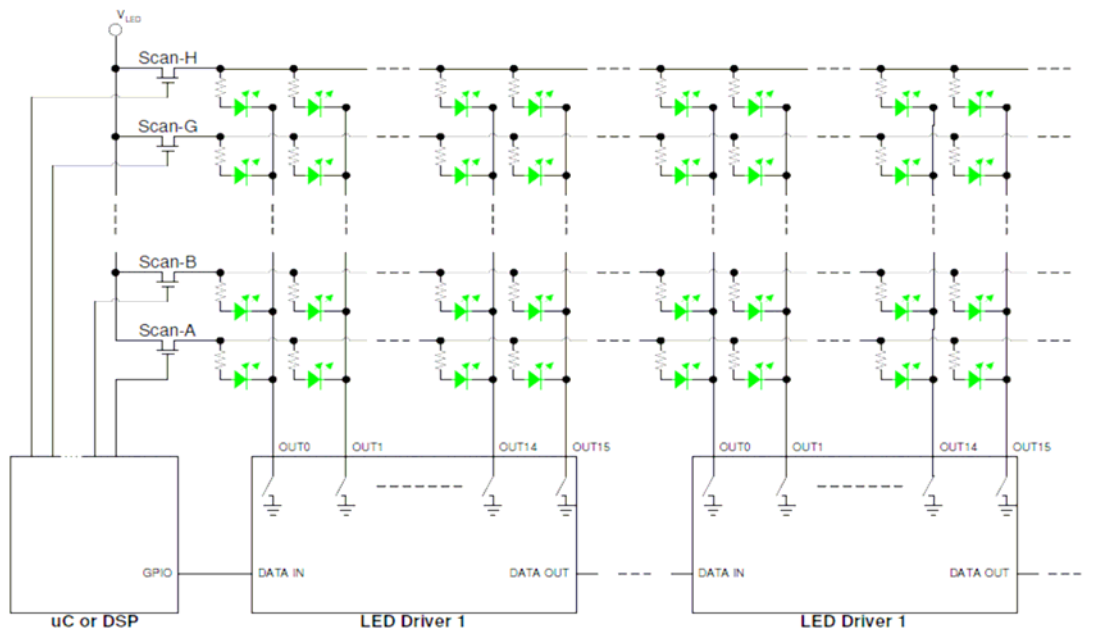 VLED
Scan-H
Scan-G
Scan-B
Scan-A
OUT0 OUT1 OUT14 OUT15 OUT0 OUT1 OUT14 OUT15
GPIO DATA IN DATA OUT DATA IN DATA OUT
uC or DSP LED Driver 1 LED Driver 1